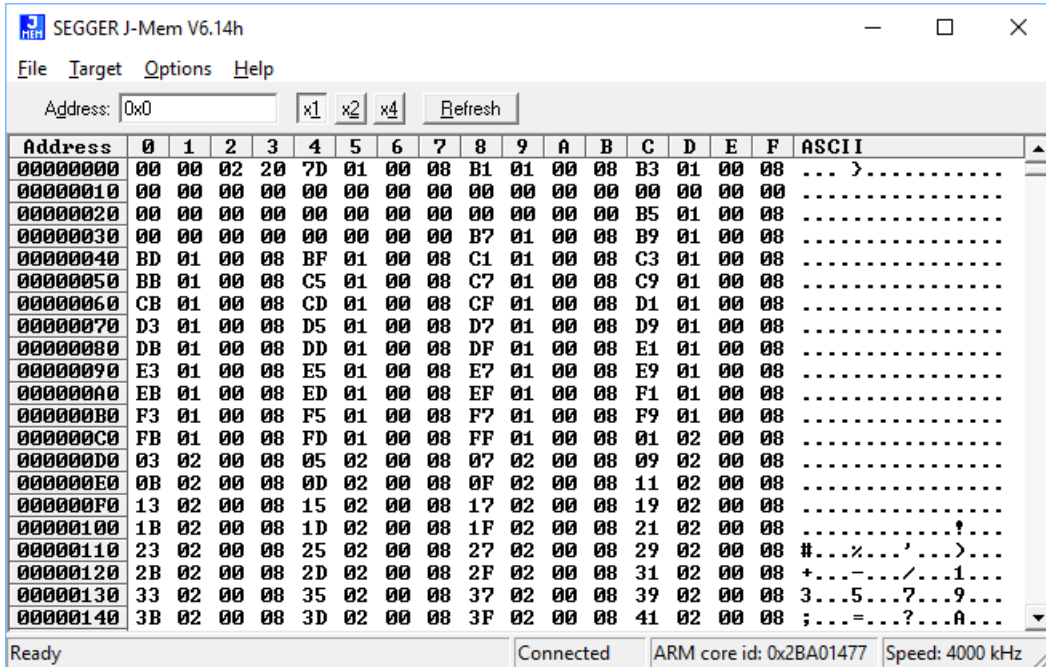 J MEM SEGGER J-Mem V6.14h
File Target Options Help
Address: 0x0 x1 x2 x4 Refresh
Address 0 1 2 3 4 5 6 7 8 9 A B C D E F ASCII
00000000 00 00 02 20 7D 01 00 08 B1 01 00 08 B3 01 00 08 ... }...........
00000010 00 00 00 00 00 00 00 00 00 00 00 00 00 00 00 00 ................
00000020 00 00 00 00 00 00 00 00 00 00 00 00 B5 01 00 08 ................
00000030 00 00 00 00 00 00 00 00 B7 01 00 08 B9 01 00 08 ................
00000040 BD 01 00 08 BF 01 00 08 C1 01 00 08 C3 01 00 08 ................
00000050 BB 01 00 08 C5 01 00 08 C7 01 00 08 C9 01 00 08 ................
00000060 CB 01 00 08 CD 01 00 08 CF 01 00 08 D1 01 00 08 ................
00000070 D3 01 00 08 D5 01 00 08 D7 01 00 08 D9 01 00 08 ................
00000080 DB 01 00 08 DD 01 00 08 DF 01 00 08 E1 01 00 08 ................
00000090 E3 01 00 08 E5 01 00 08 E7 01 00 08 E9 01 00 08 ................
000000A0 EB 01 00 08 ED 01 00 08 EF 01 00 08 F1 01 00 08 ................
000000B0 F3 01 00 08 F5 01 00 08 F7 01 00 08 F9 01 00 08 ................
000000C0 FB 01 00 08 FD 01 00 08 FF 01 00 08 01 02 00 08 ................
000000D0 03 02 00 08 05 02 00 08 07 02 00 08 09 02 00 08 ................
000000E0 0B 02 00 08 0D 02 00 08 0F 02 00 08 11 02 00 08 ................
000000F0 13 02 00 08 15 02 00 08 17 02 00 08 19 02 00 08 ................
00000100 1B 02 00 08 1D 02 00 08 1F 02 00 08 21 02 00 08 ............!...
00000110 23 02 00 08 25 02 00 08 27 02 00 08 29 02 00 08 #...%...'...)...
00000120 2B 02 00 08 2D 02 00 08 2F 02 00 08 31 02 00 08 +...-.../...1...
00000130 33 02 00 08 35 02 00 08 37 02 00 08 39 02 00 08 3...5...7...9...
00000140 3B 02 00 08 3D 02 00 08 3F 02 00 08 41 02 00 08 ;...=...?...A...
Ready Connected ARM core id: 0x2BA01477 Speed: 4000 kHz